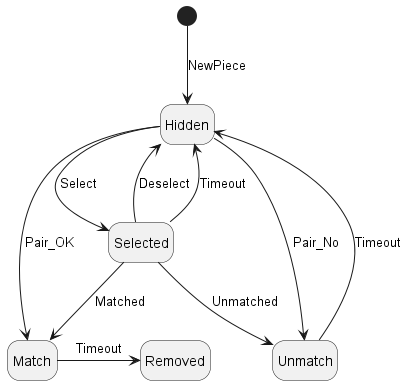 NewPiece
Hidden
Select
Deselect
Timeout
Pair_OK
Selected
Pair_No
Timeout
Matched
Unmatched
Match
Timeout
Removed
Unmatch